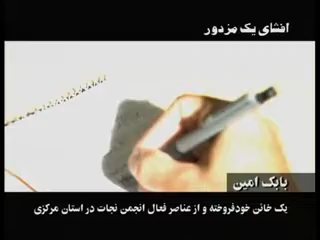 افشای یک مزدور
بابک امین
یک خائن خودفروخته و از عناصر فعال انجمن نجات در استان مرکزی